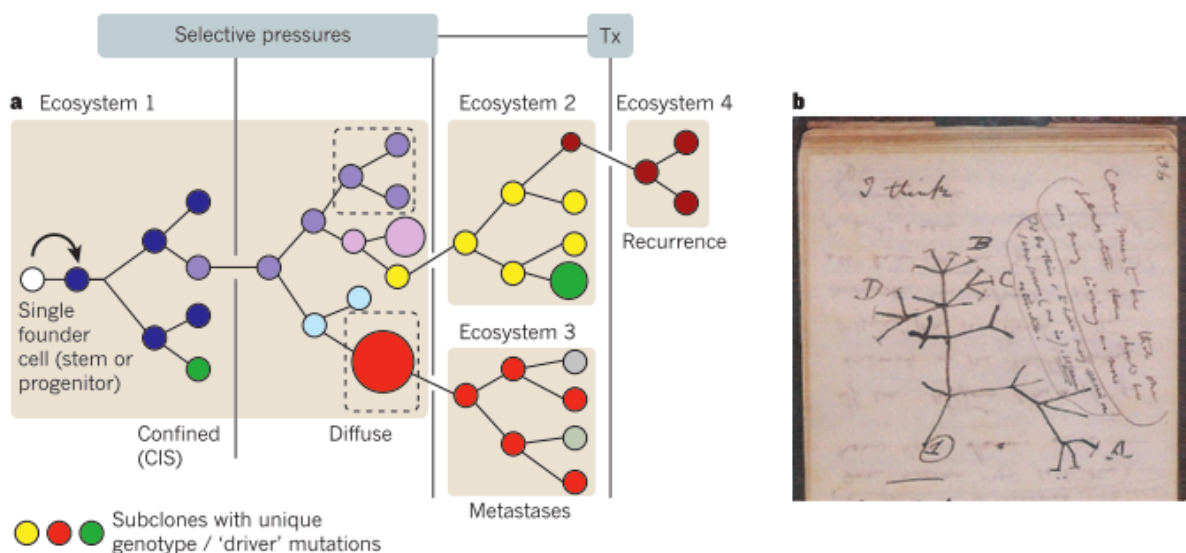 Selective pressures
Tx
a Ecosystem 1
Ecosystem 2
Ecosystem 4
b
Single
founder
cell (stem or
progenitor)
Confined
(CIS)
Diffuse
Recurrence
Ecosystem 3
Metastases
Subclones with unique
genotype / ‘driver’ mutations
I think
B
D
C
A
1
36